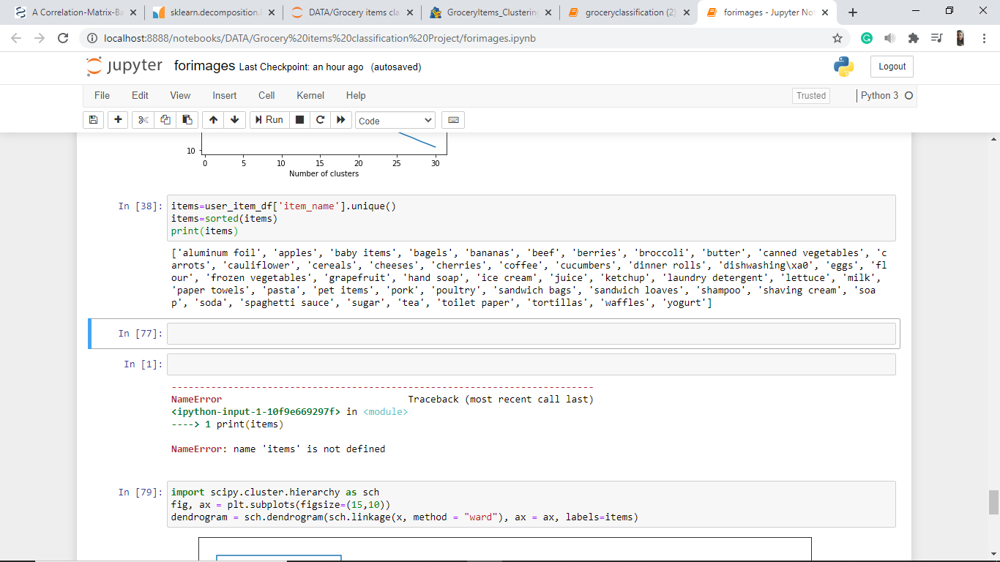 A Correlation-Matrix-Ba
sklearn.decomposition.
DATA/Grocery items cla
GroceryItems_Clustering
groceryclassification (2)
forimages - Jupyter Not
localhost:8888/notebooks/DATA/Grocery%20items%20classification%20Project/forimages.ipynb
jupyter forimages Last Checkpoint: an hour ago (autosaved)
Logout
File Edit View Insert Cell Kernel Help
Trusted
Python 3
Run
Code
10
0 5 10 15 20 25 30
Number of clusters
In [38]: items=user_item_df['item_name'].unique()
items=sorted(items)
print(items)
['aluminum foil', 'apples', 'baby items', 'bagels', 'bananas', 'beef', 'berries', 'broccoli', 'butter', 'canned vegetables', 'c
arrots', 'cauliflower', 'cereals', 'cheeses', 'cherries', 'coffee', 'cucumbers', 'dinner rolls', 'dishwashing\xa0', 'eggs', 'fl
our', 'frozen vegetables', 'grapefruit', 'hand soap', 'ice cream', 'juice', 'ketchup', 'laundry detergent', 'lettuce', 'milk',
'paper towels', 'pasta', 'pet items', 'pork', 'poultry', 'sandwich bags', 'sandwich loaves', 'shampoo', 'shaving cream', 'soa
p', 'soda', 'spaghetti sauce', 'sugar', 'tea', 'toilet paper', 'tortillas', 'waffles', 'yogurt']
In [77]:
In [1]:
---------------------------------------------------------------------------
NameError Traceback (most recent call last)
<ipython-input-1-10f9e669297f> in <module>
----> 1 print(items)
NameError: name 'items' is not defined
In [79]: import scipy.cluster.hierarchy as sch
fig, ax = plt.subplots(figsize=(15,10))
dendrogram = sch.dendrogram(sch.linkage(x, method = "ward"), ax = ax, labels=items)